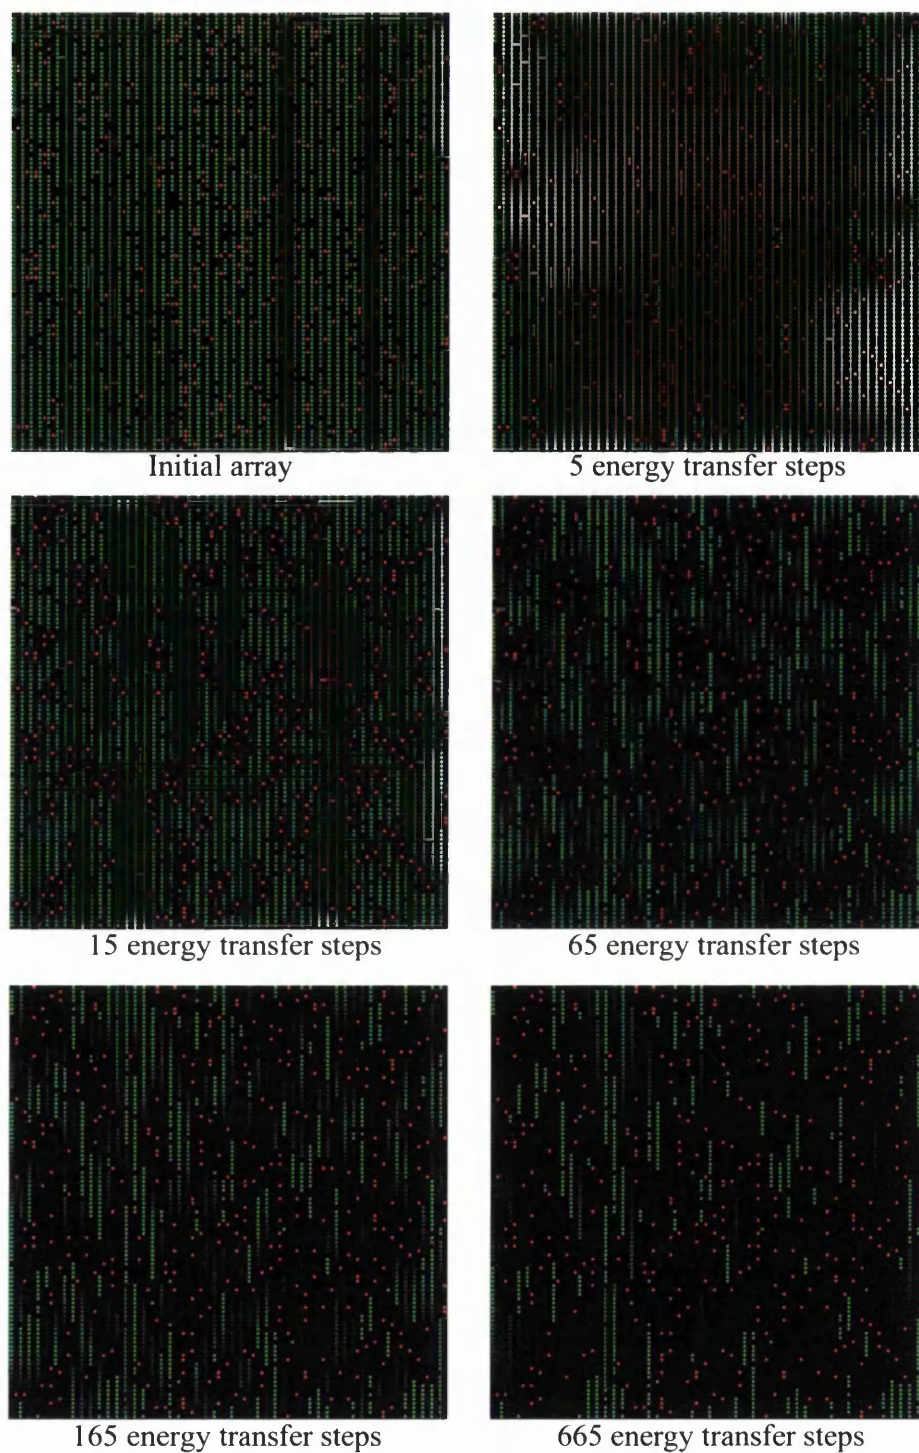 Initial array
5 energy transfer steps
15 energy transfer steps
65 energy transfer steps
165 energy transfer steps
665 energy transfer steps